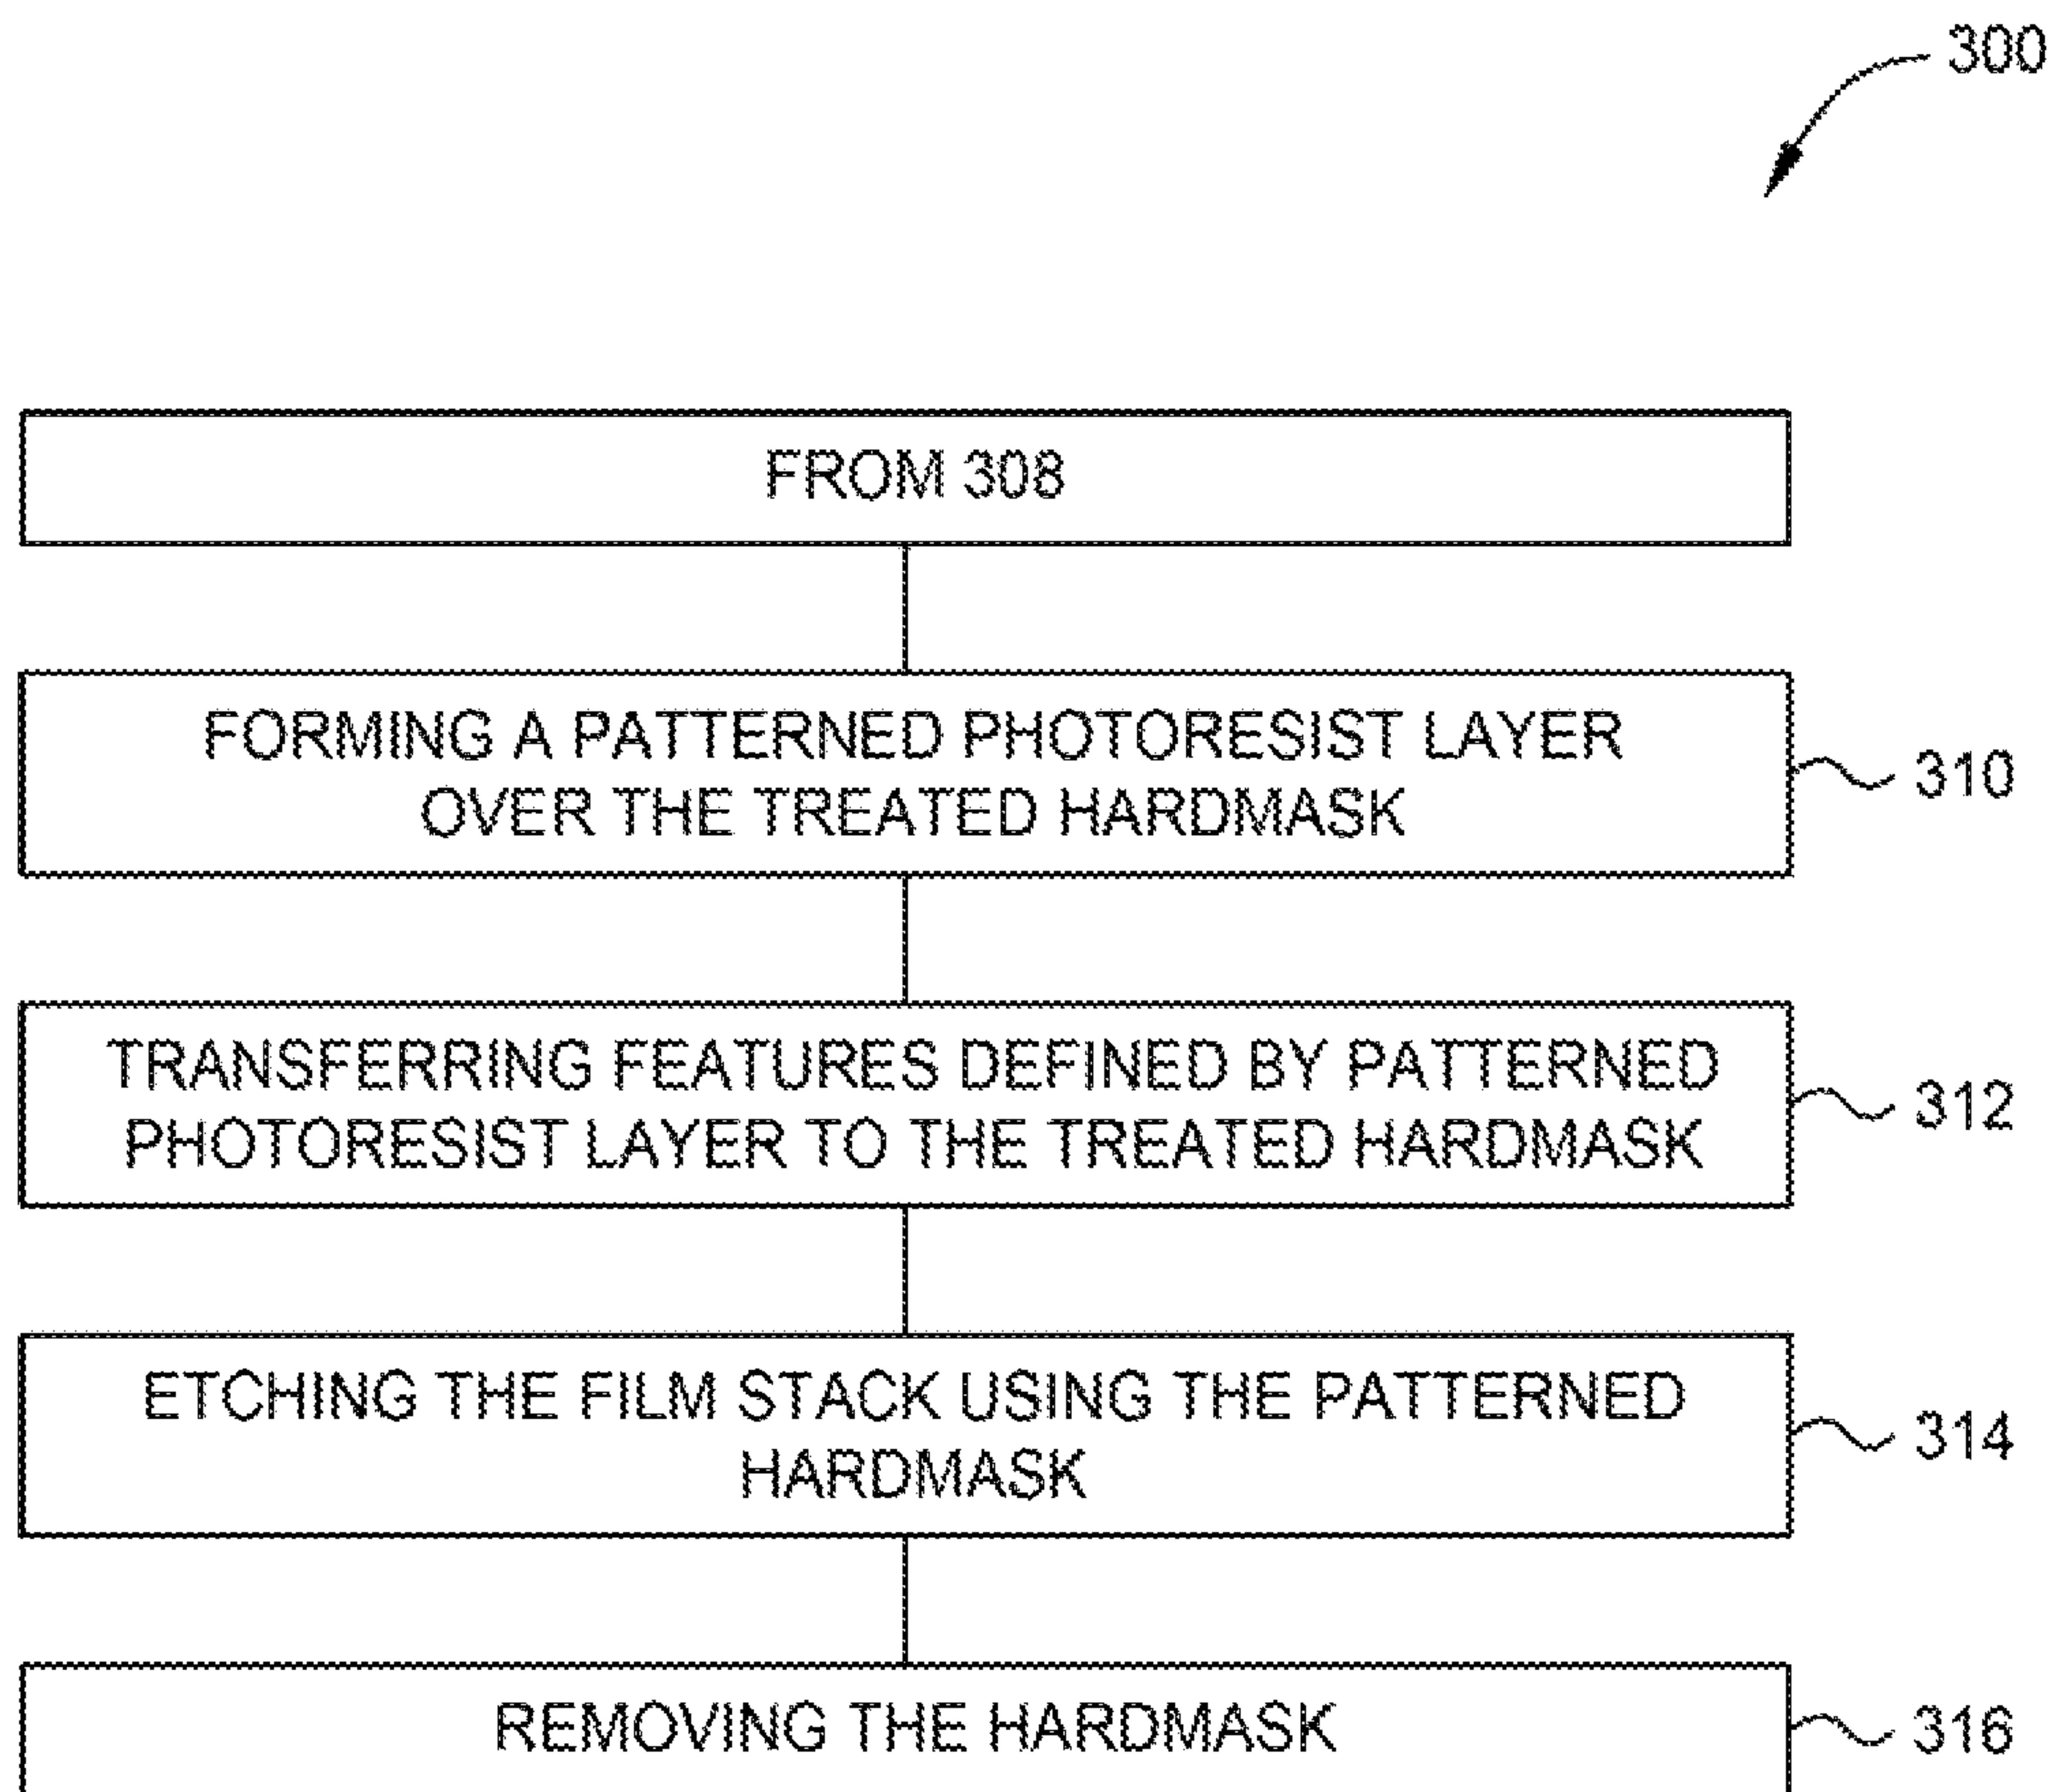 300
FROM 308
FORMING A PATTERNED PHOTORESIST LAYER
OVER THE TREATED HARDMASK
310
TRANSFERRING FEATURES DEFINED BY PATTERNED
PHOTORESIST LAYER TO THE TREATED HARDMASK
312
ETCHING THE FILM STACK USING THE PATTERNED
HARDMASK
314
REMOVING THE HARDMASK
316